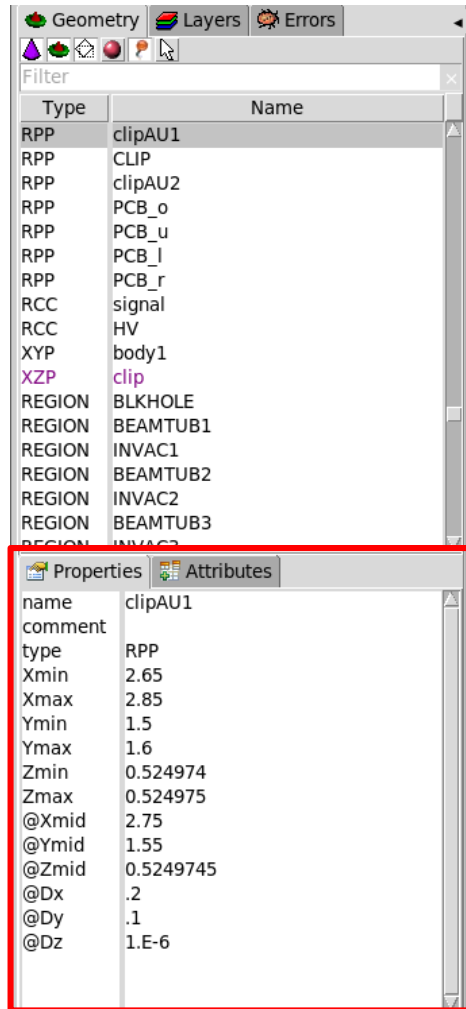 Geometry Layers Errors
Filter
Type Name
RPP clipAU1
RPP CLIP
RPP clipAU2
RPP PCB_o
RPP PCB_u
RPP PCB_l
RPP PCB_r
RCC signal
RCC HV
XYP body1
XZP clip
REGION BLKHOLE
REGION BEAMTUB1
REGION INVAC1
REGION BEAMTUB2
REGION INVAC2
REGION BEAMTUB3
REGION INVAC3
Properties Attributes
name clipAU1
comment
type RPP
Xmin 2.65
Xmax 2.85
Ymin 1.5
Ymax 1.6
Zmin 0.524974
Zmax 0.524975
@Xmid 2.75
@Ymid 1.55
@Zmid 0.5249745
@Dx .2
@Dy .1
@Dz 1.E-6